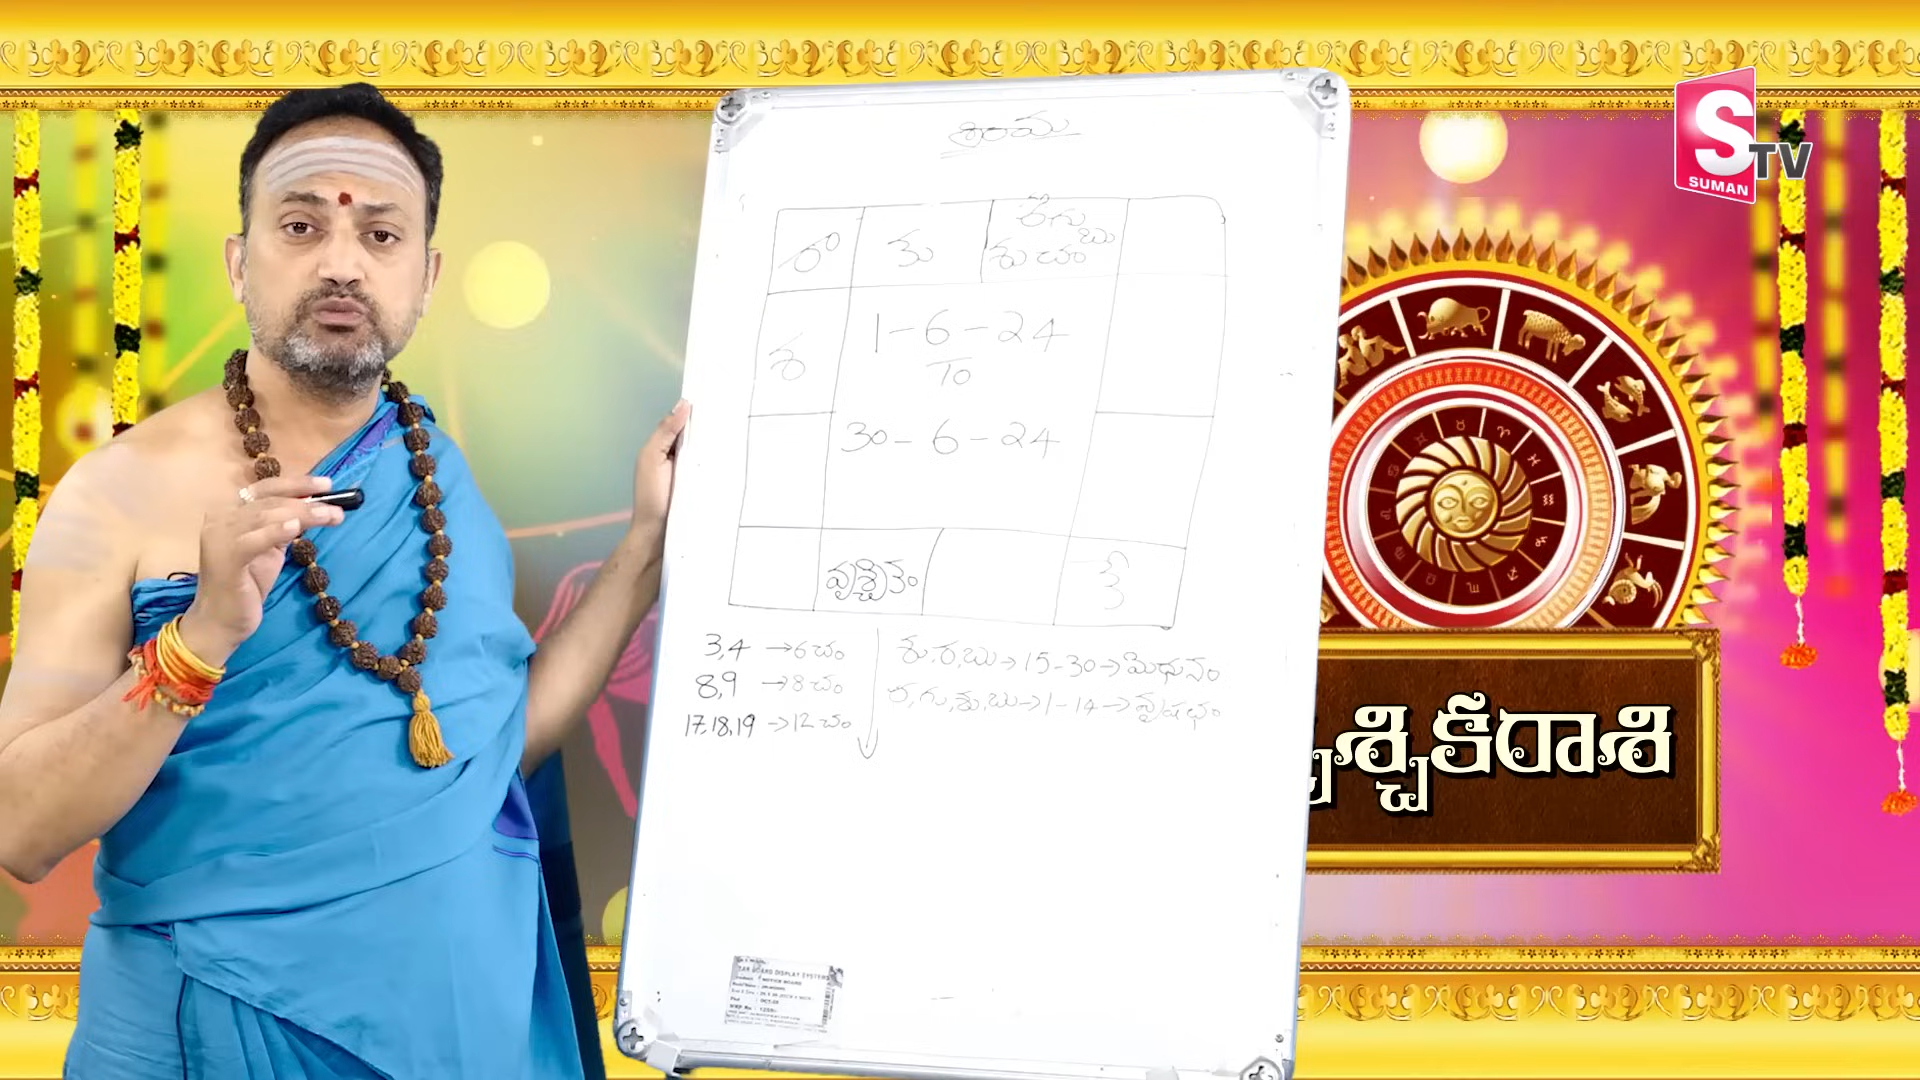 శ్రీరామ
రా
కు
ర గు
బు
శు చం
1-6-24
శ
To
30-6-24
వృశ్చికం
కే
3,4 →6 చం
8,9 →8 చం
17,18,19 →12 చం
శు.ర.బు→15-30→మిథునం
ర,గు,శు,బు→1-14→వృషభం
S
TV
SUMAN
వృశ్చికరాశి